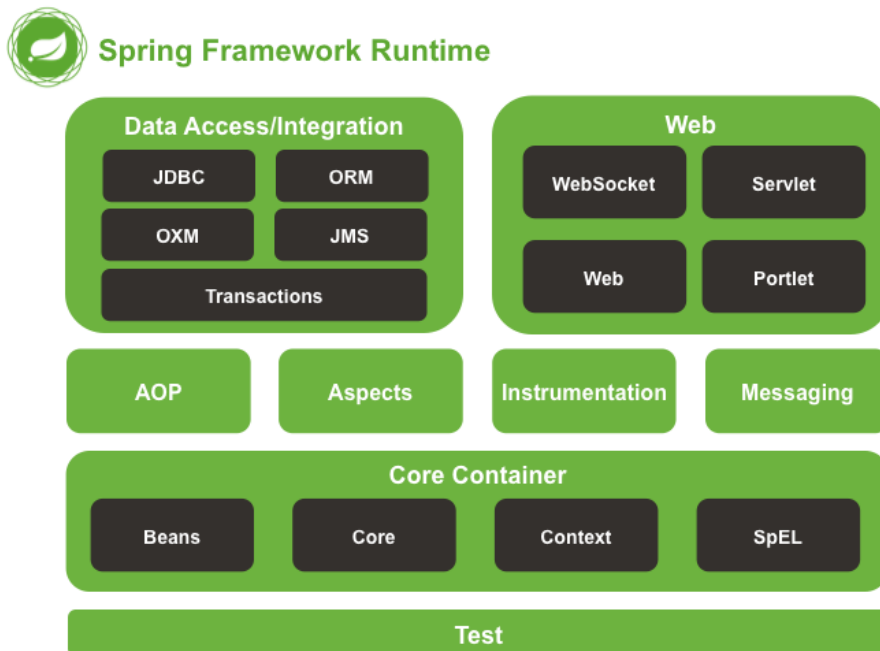 Spring Framework Runtime
Data Access/Integration
JDBC
ORM
OXM
JMS
Transactions
Web
WebSocket
Servlet
Web
Portlet
AOP
Aspects
Instrumentation
Messaging
Core Container
Beans
Core
Context
SpEL
Test